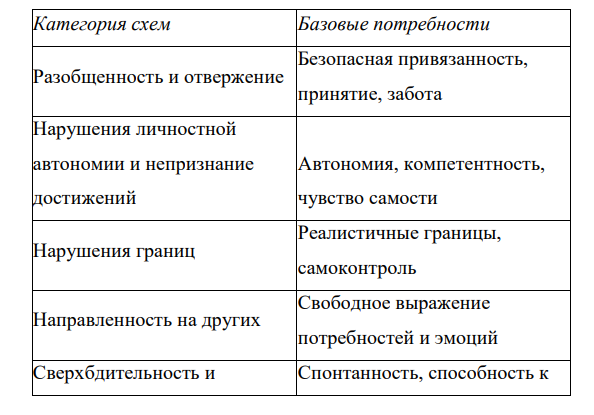 Категория схем
Базовые потребности
Разобщенность и отвержение
Безопасная привязанность,
принятие, забота
Нарушения личностной
автономии и непризнание
достижений
Автономия, компетентность,
чувство самости
Нарушения границ
Реалистичные границы,
самоконтроль
Направленность на других
Свободное выражение
потребностей и эмоций
Сверхбдительность и
Спонтанность, способность к